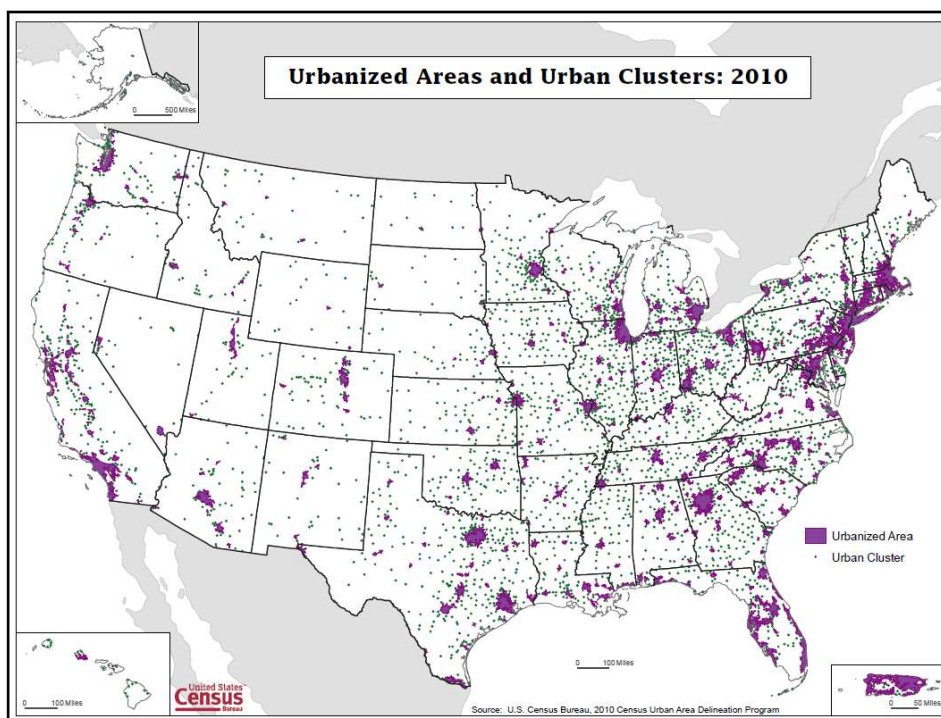 Urbanized Areas and Urban Clusters: 2010
0 500 Miles
Urbanized Area
Urban Cluster
0 100 Miles
0 100 Miles
United States
Census
Bureau
Source: U.S. Census Bureau, 2010 Census Urban Area Delineation Program
0 50 Miles